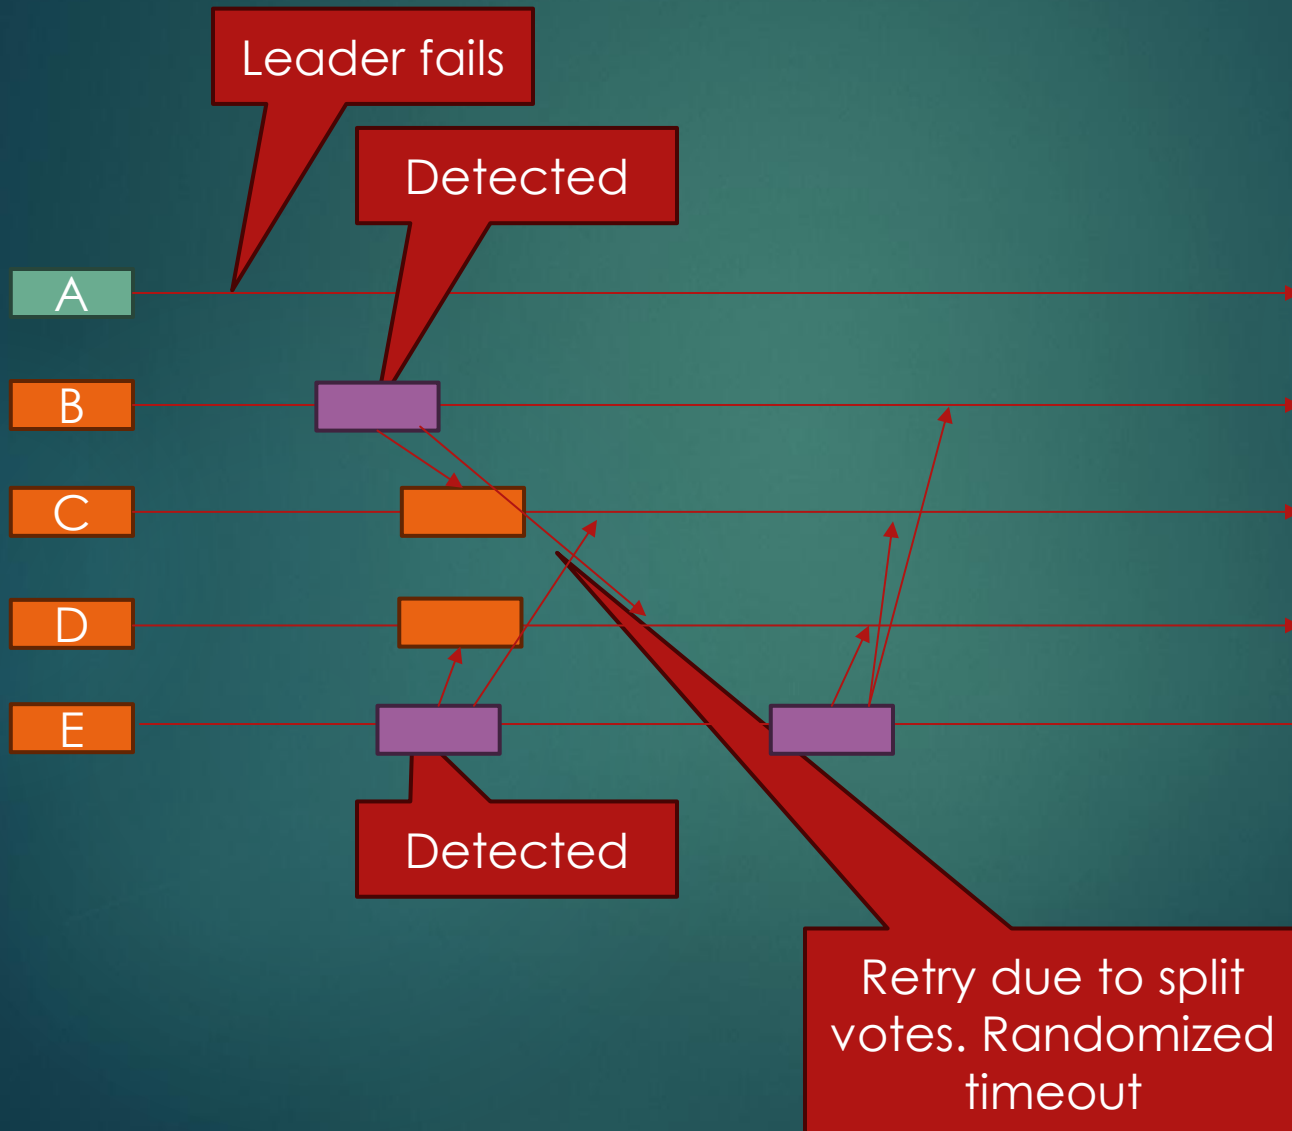 Leader fails
Detected
A
B
C
D
E
Detected
Retry due to split
votes. Randomized
timeout